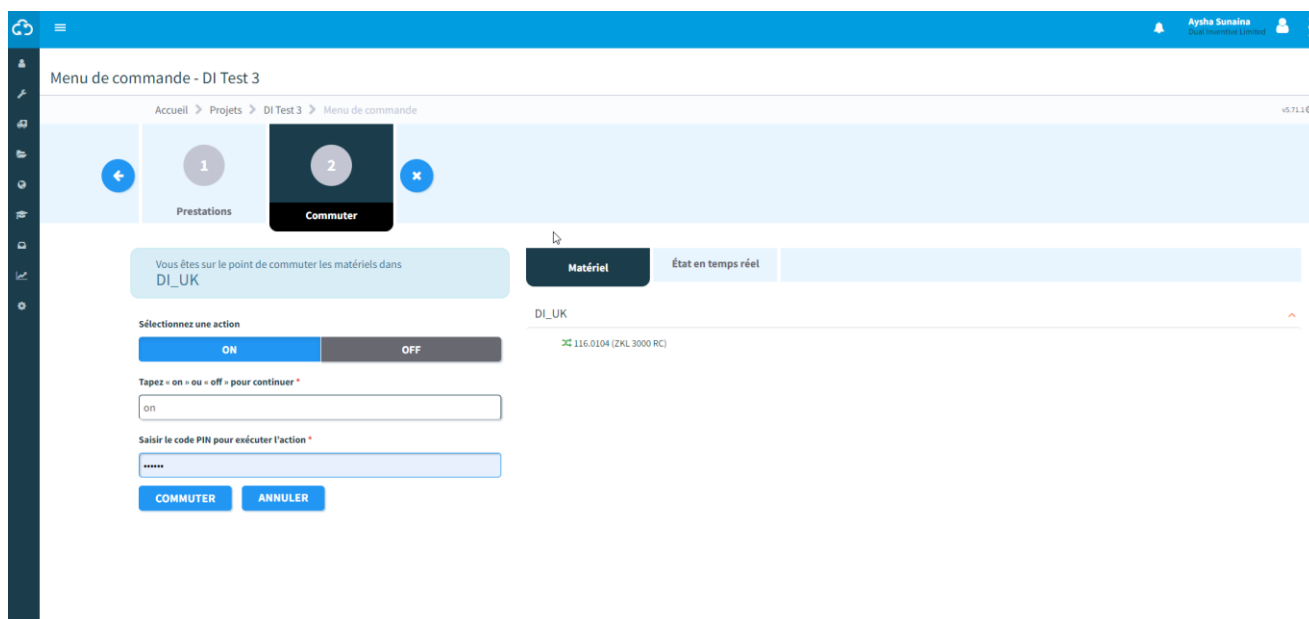 Aysha Sunaina
Dual Inventive Limited
Menu de commande - DI Test 3
Accueil > Projets > DI Test 3 > Menu de commande
v5.71.1
1
Prestations
2
Commuter
Vous êtes sur le point de commuter les matériels dans
DI_UK
Sélectionnez une action
ON OFF
Tapez « on » ou « off » pour continuer *
on
Saisir le code PIN pour exécuter l'action *
••••••
COMMUTER ANNULER
Matériel État en temps réel
DI_UK
116.0104 (ZKL 3000 RC)